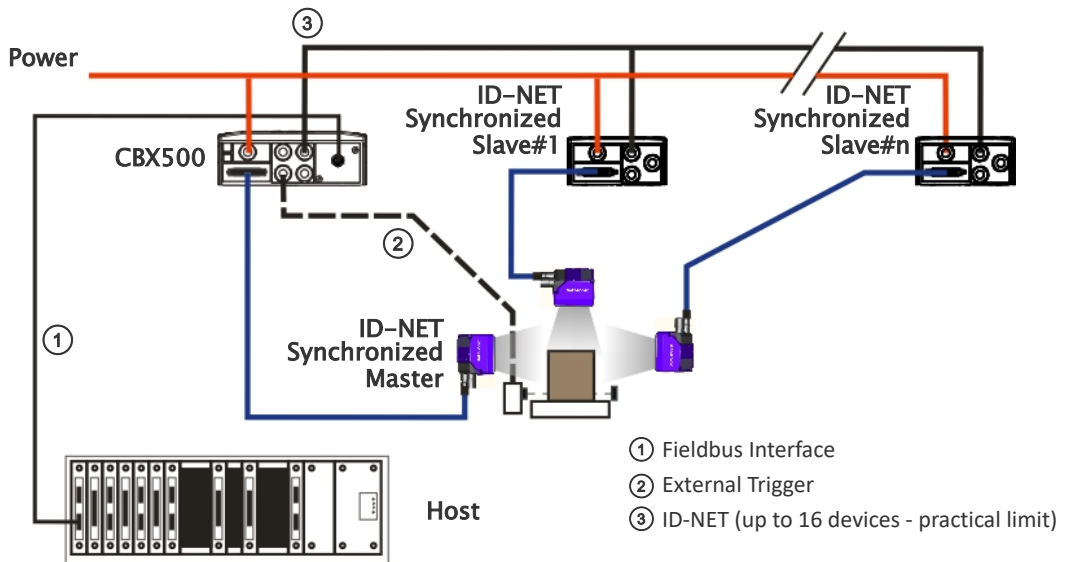 ③
Power
ID-NET
Synchronized
Slave#1
ID-NET
Synchronized
Slave#n
CBX500
②
①
ID-NET
Synchronized
Master
Host
① Fieldbus Interface
② External Trigger
③ ID-NET (up to 16 devices - practical limit)